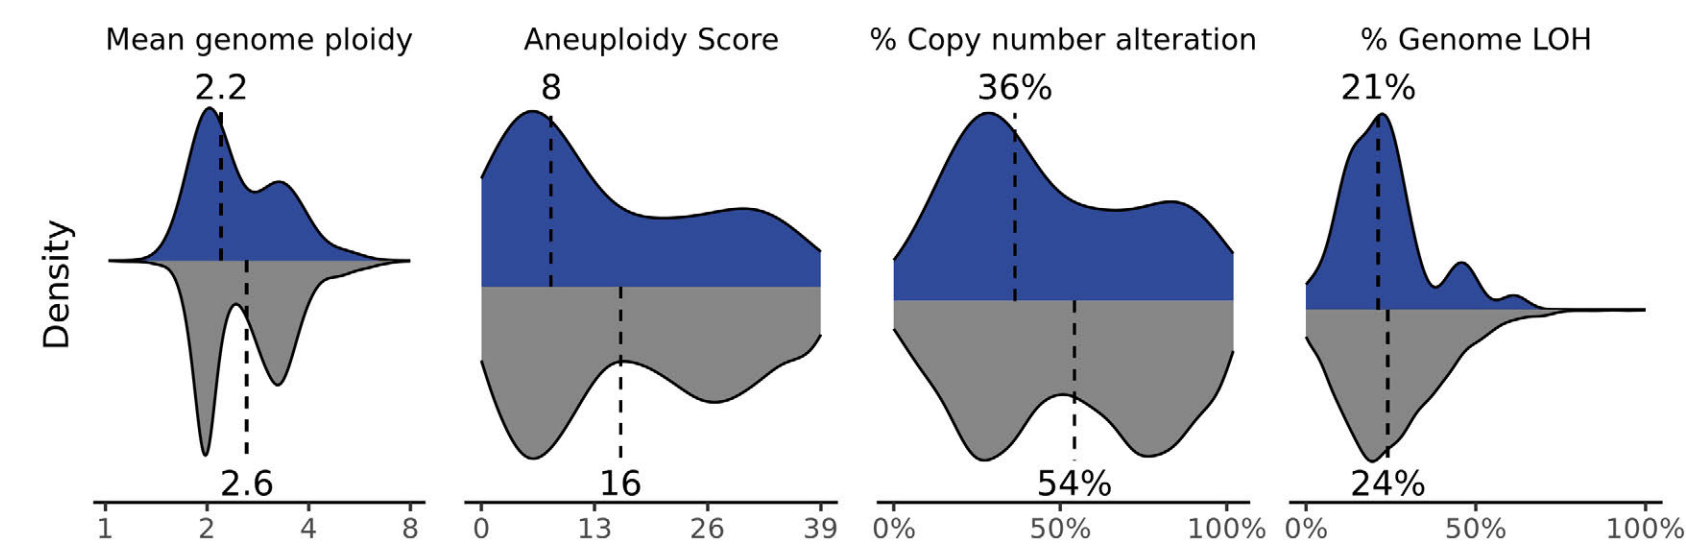 Mean genome ploidy
Aneuploidy Score
% Copy number alteration
% Genome LOH
2.2
8
36%
21%
Density
2.6
16
54%
24%
1 2 4 8
0 13 26 39
0% 50% 100%
0% 50% 100%